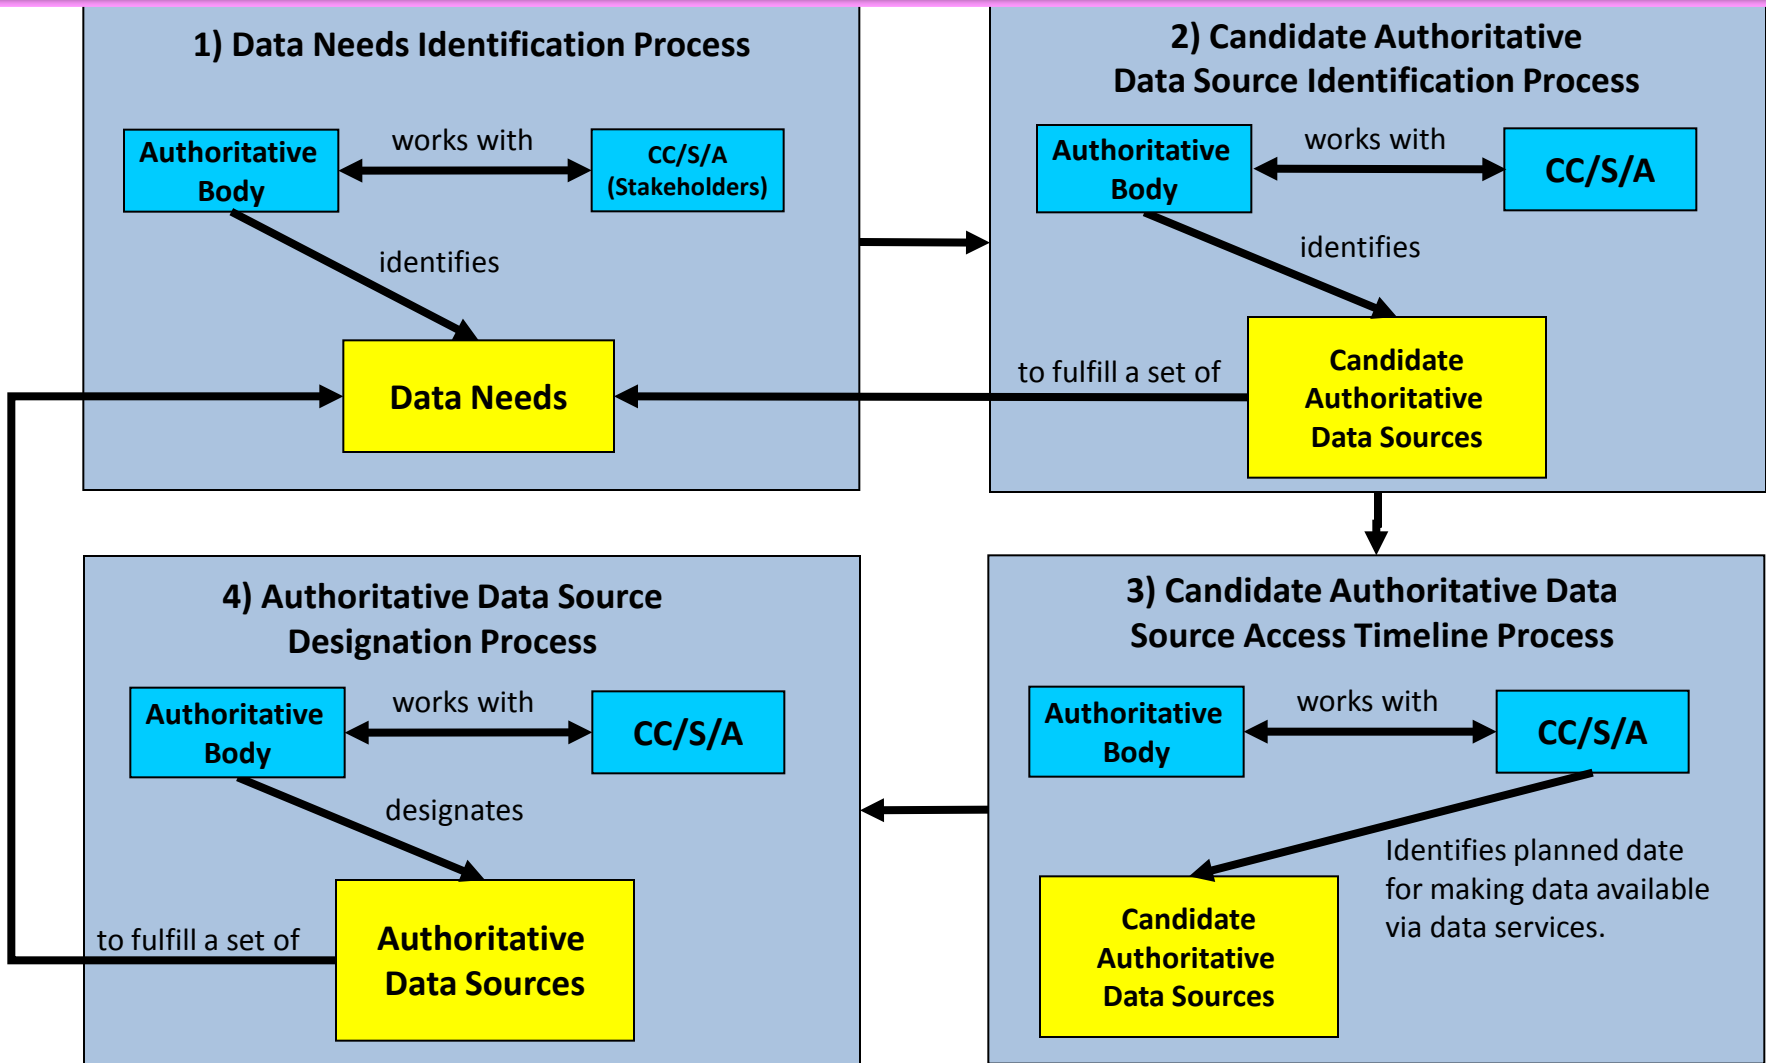 1) Data Needs Identification Process
Authoritative
Body
works with
CC/S/A
(Stakeholders)
identifies
Data Needs
2) Candidate Authoritative
Data Source Identification Process
Authoritative
Body
works with
CC/S/A
identifies
to fulfill a set of
Candidate
Authoritative
Data Sources
3) Candidate Authoritative Data
Source Access Timeline Process
Authoritative
Body
works with
CC/S/A
Identifies planned date
for making data available
via data services.
Candidate
Authoritative
Data Sources
4) Authoritative Data Source
Designation Process
Authoritative
Body
works with
CC/S/A
designates
to fulfill a set of
Authoritative
Data Sources